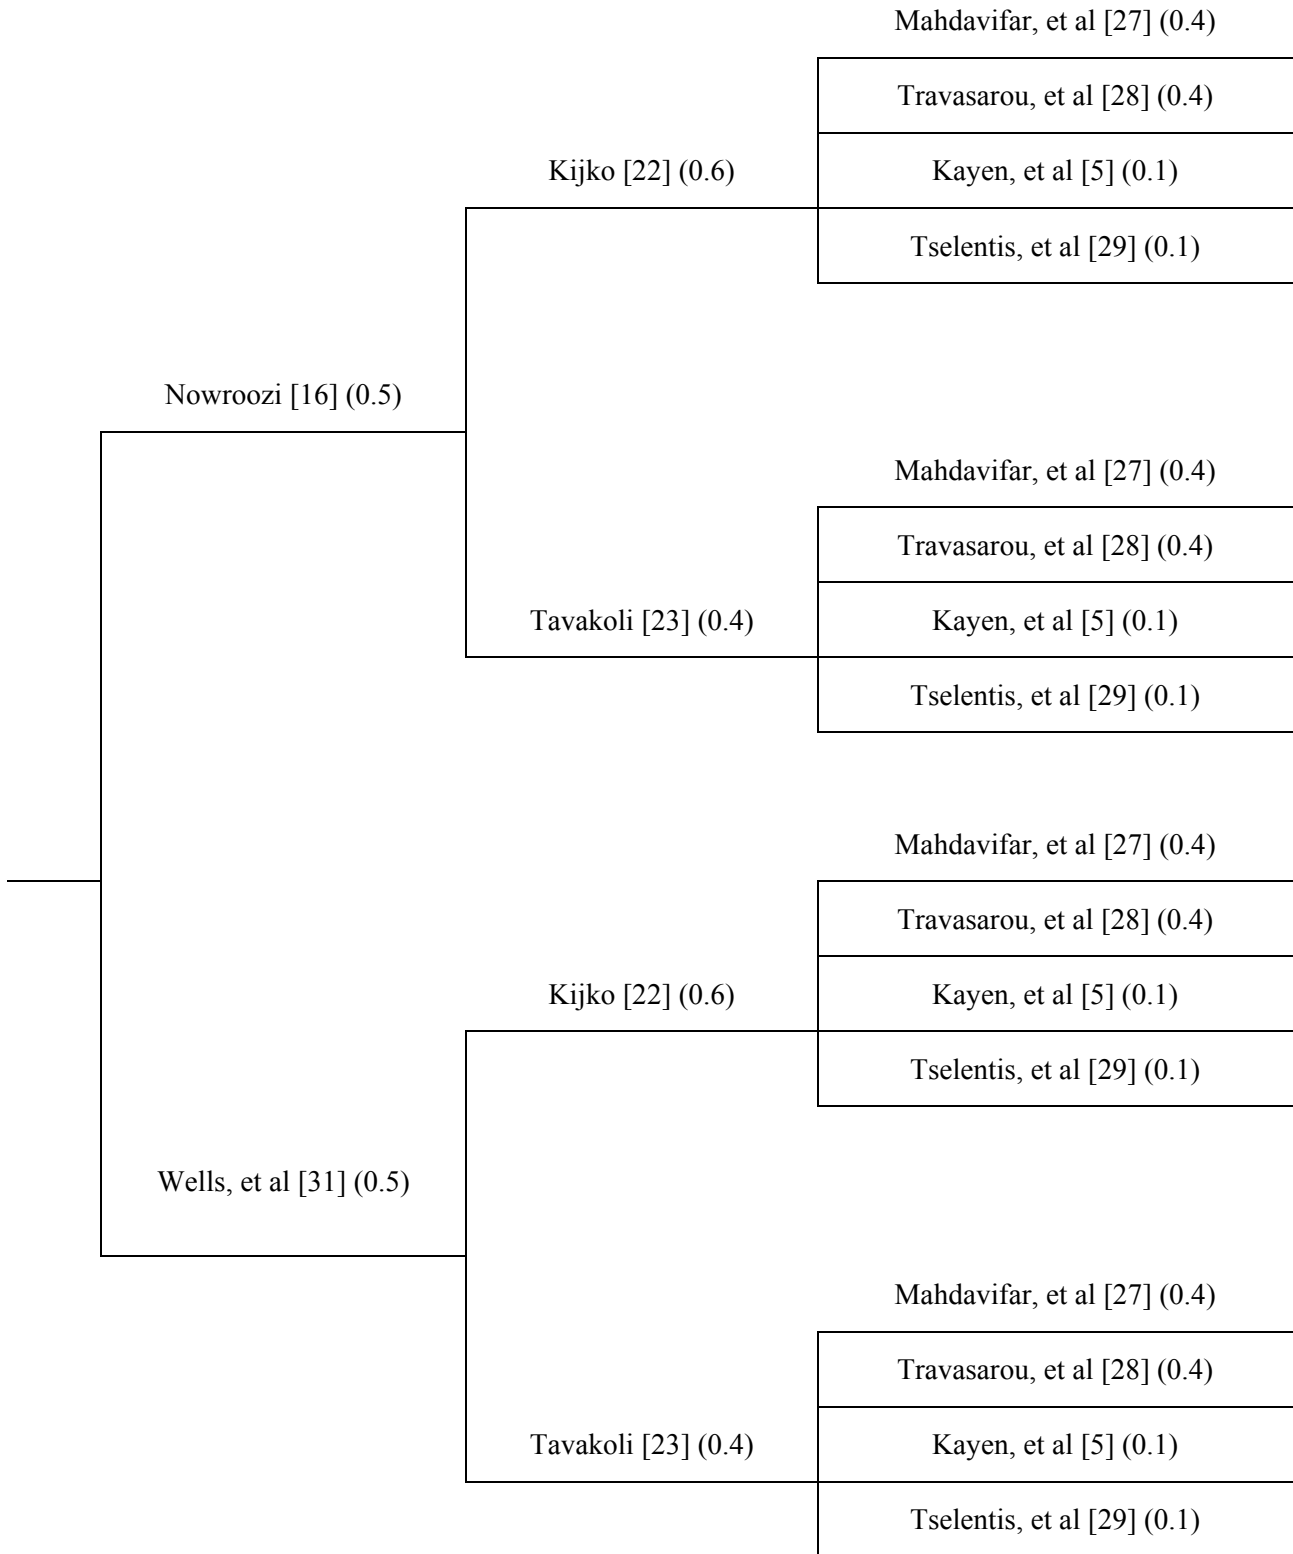 Mahdavifar, et al [27] (0.4)
Travasarou, et al [28] (0.4)
Kijko [22] (0.6)
Kayen, et al [5] (0.1)
Tselentis, et al [29] (0.1)
Nowroozi [16] (0.5)
Mahdavifar, et al [27] (0.4)
Travasarou, et al [28] (0.4)
Tavakoli [23] (0.4)
Kayen, et al [5] (0.1)
Tselentis, et al [29] (0.1)
Mahdavifar, et al [27] (0.4)
Travasarou, et al [28] (0.4)
Kijko [22] (0.6)
Kayen, et al [5] (0.1)
Tselentis, et al [29] (0.1)
Wells, et al [31] (0.5)
Mahdavifar, et al [27] (0.4)
Travasarou, et al [28] (0.4)
Tavakoli [23] (0.4)
Kayen, et al [5] (0.1)
Tselentis, et al [29] (0.1)